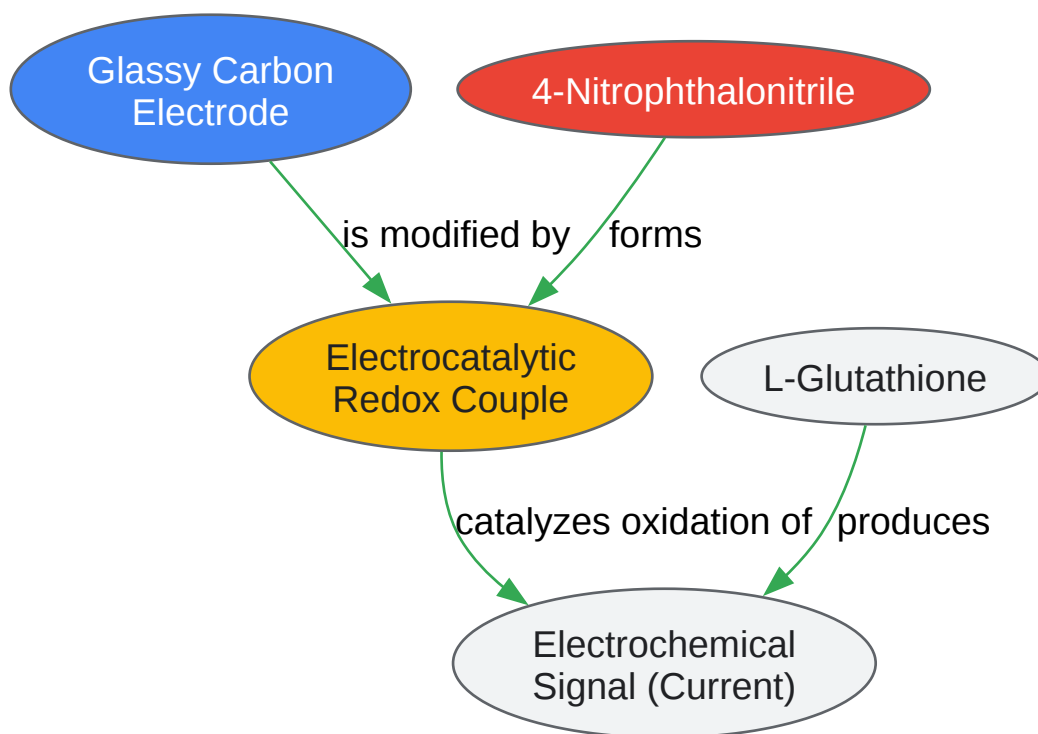 Glassy Carbon
Electrode
4-Nitrophthalonitrile
is modified by
forms
Electrocatalytic
Redox Couple
L-Glutathione
catalyzes oxidation of
produces
Electrochemical
Signal (Current)